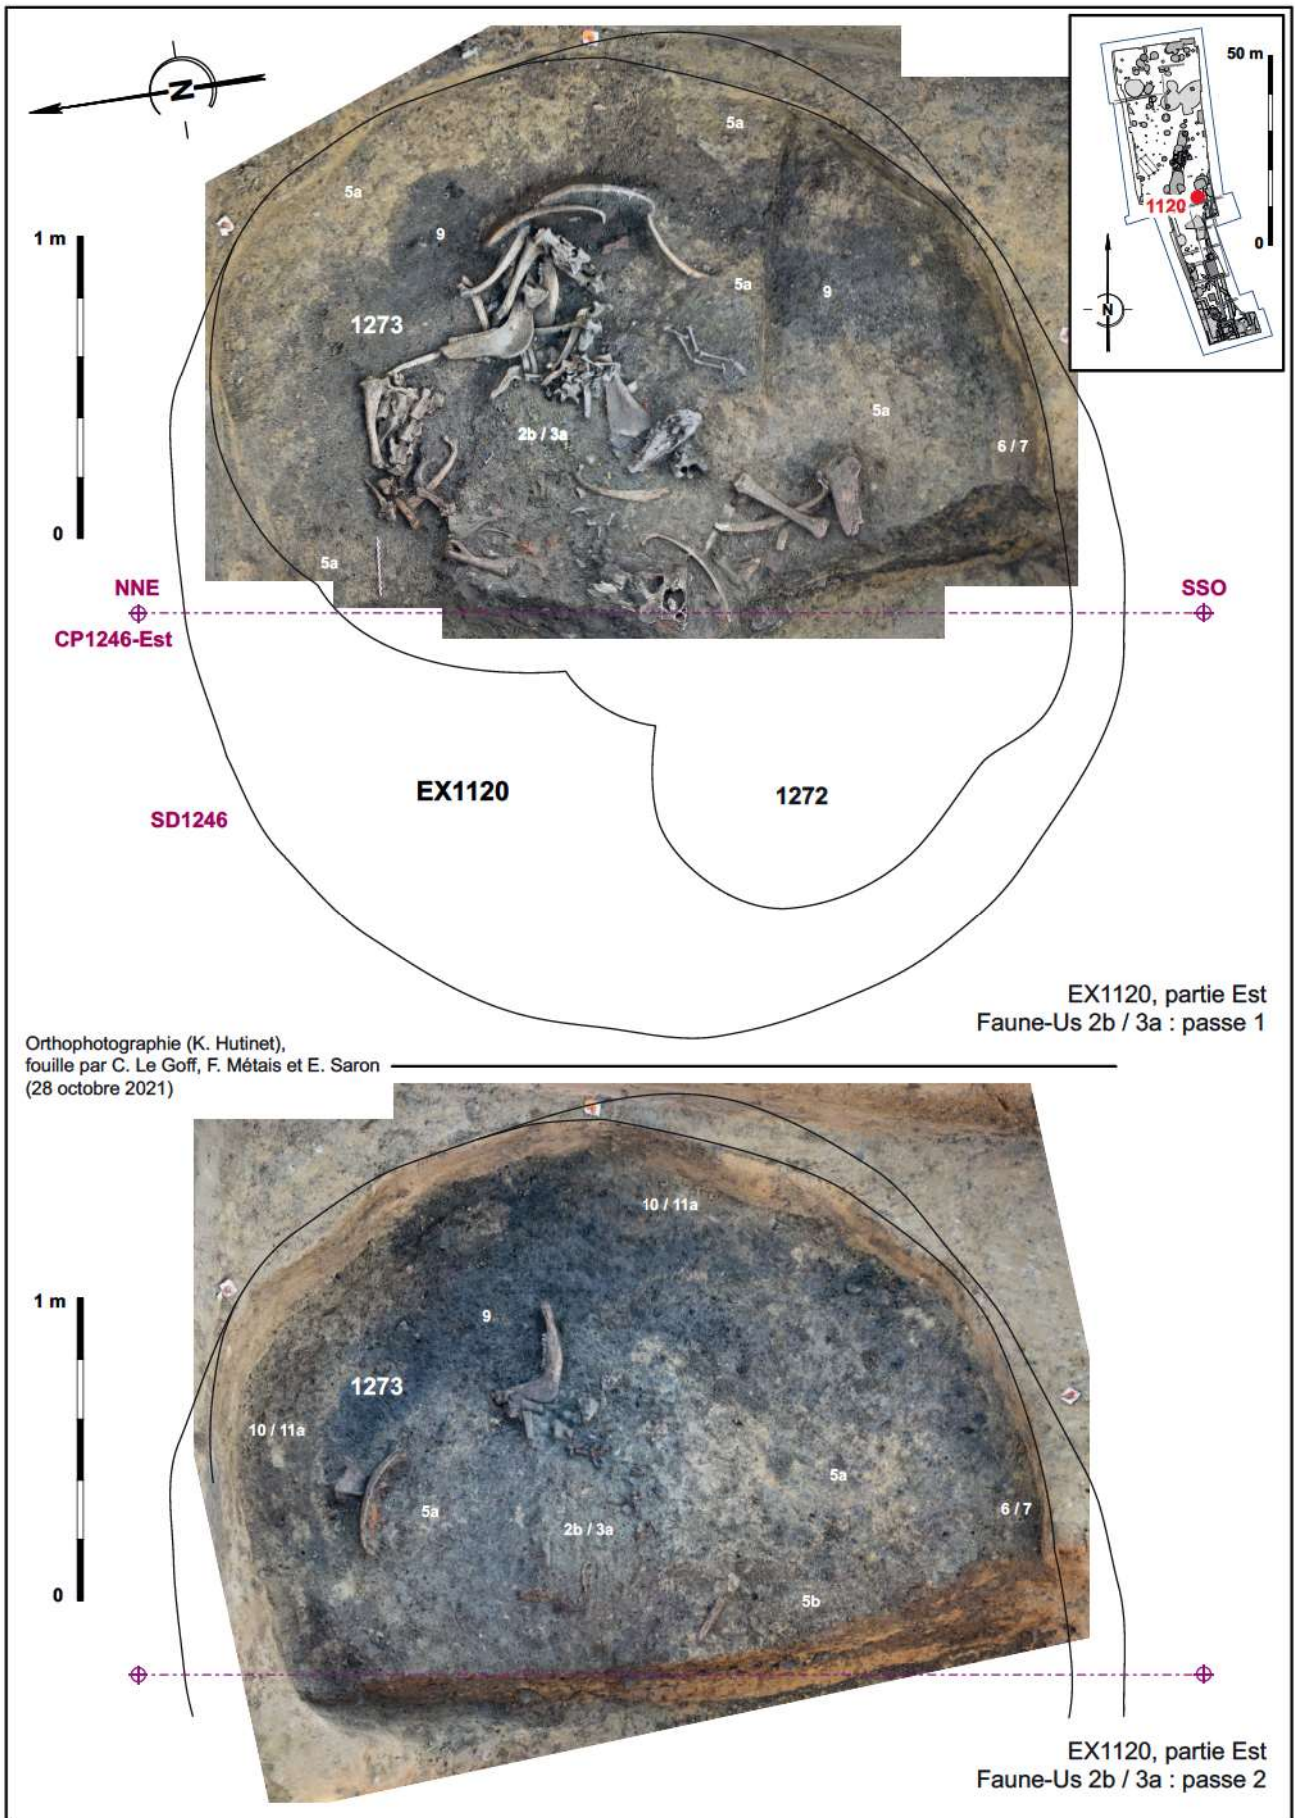 N
50 m
1120
0
N
1 m
0
5a
5a
9
1273
5a
9
5a
2b / 3a
6 / 7
5a
NNE
SSO
CP1246-Est
EX1120
1272
SD1246
EX1120, partie Est
Faune-Us 2b / 3a : passe 1
Orthophotographie (K. Hutinet),
fouille par C. Le Goff, F. Métais et E. Saron
(28 octobre 2021)
10 / 11a
1 m
9
1273
10 / 11a
5a
5a
6 / 7
2b / 3a
5b
0
EX1120, partie Est
Faune-Us 2b / 3a : passe 2